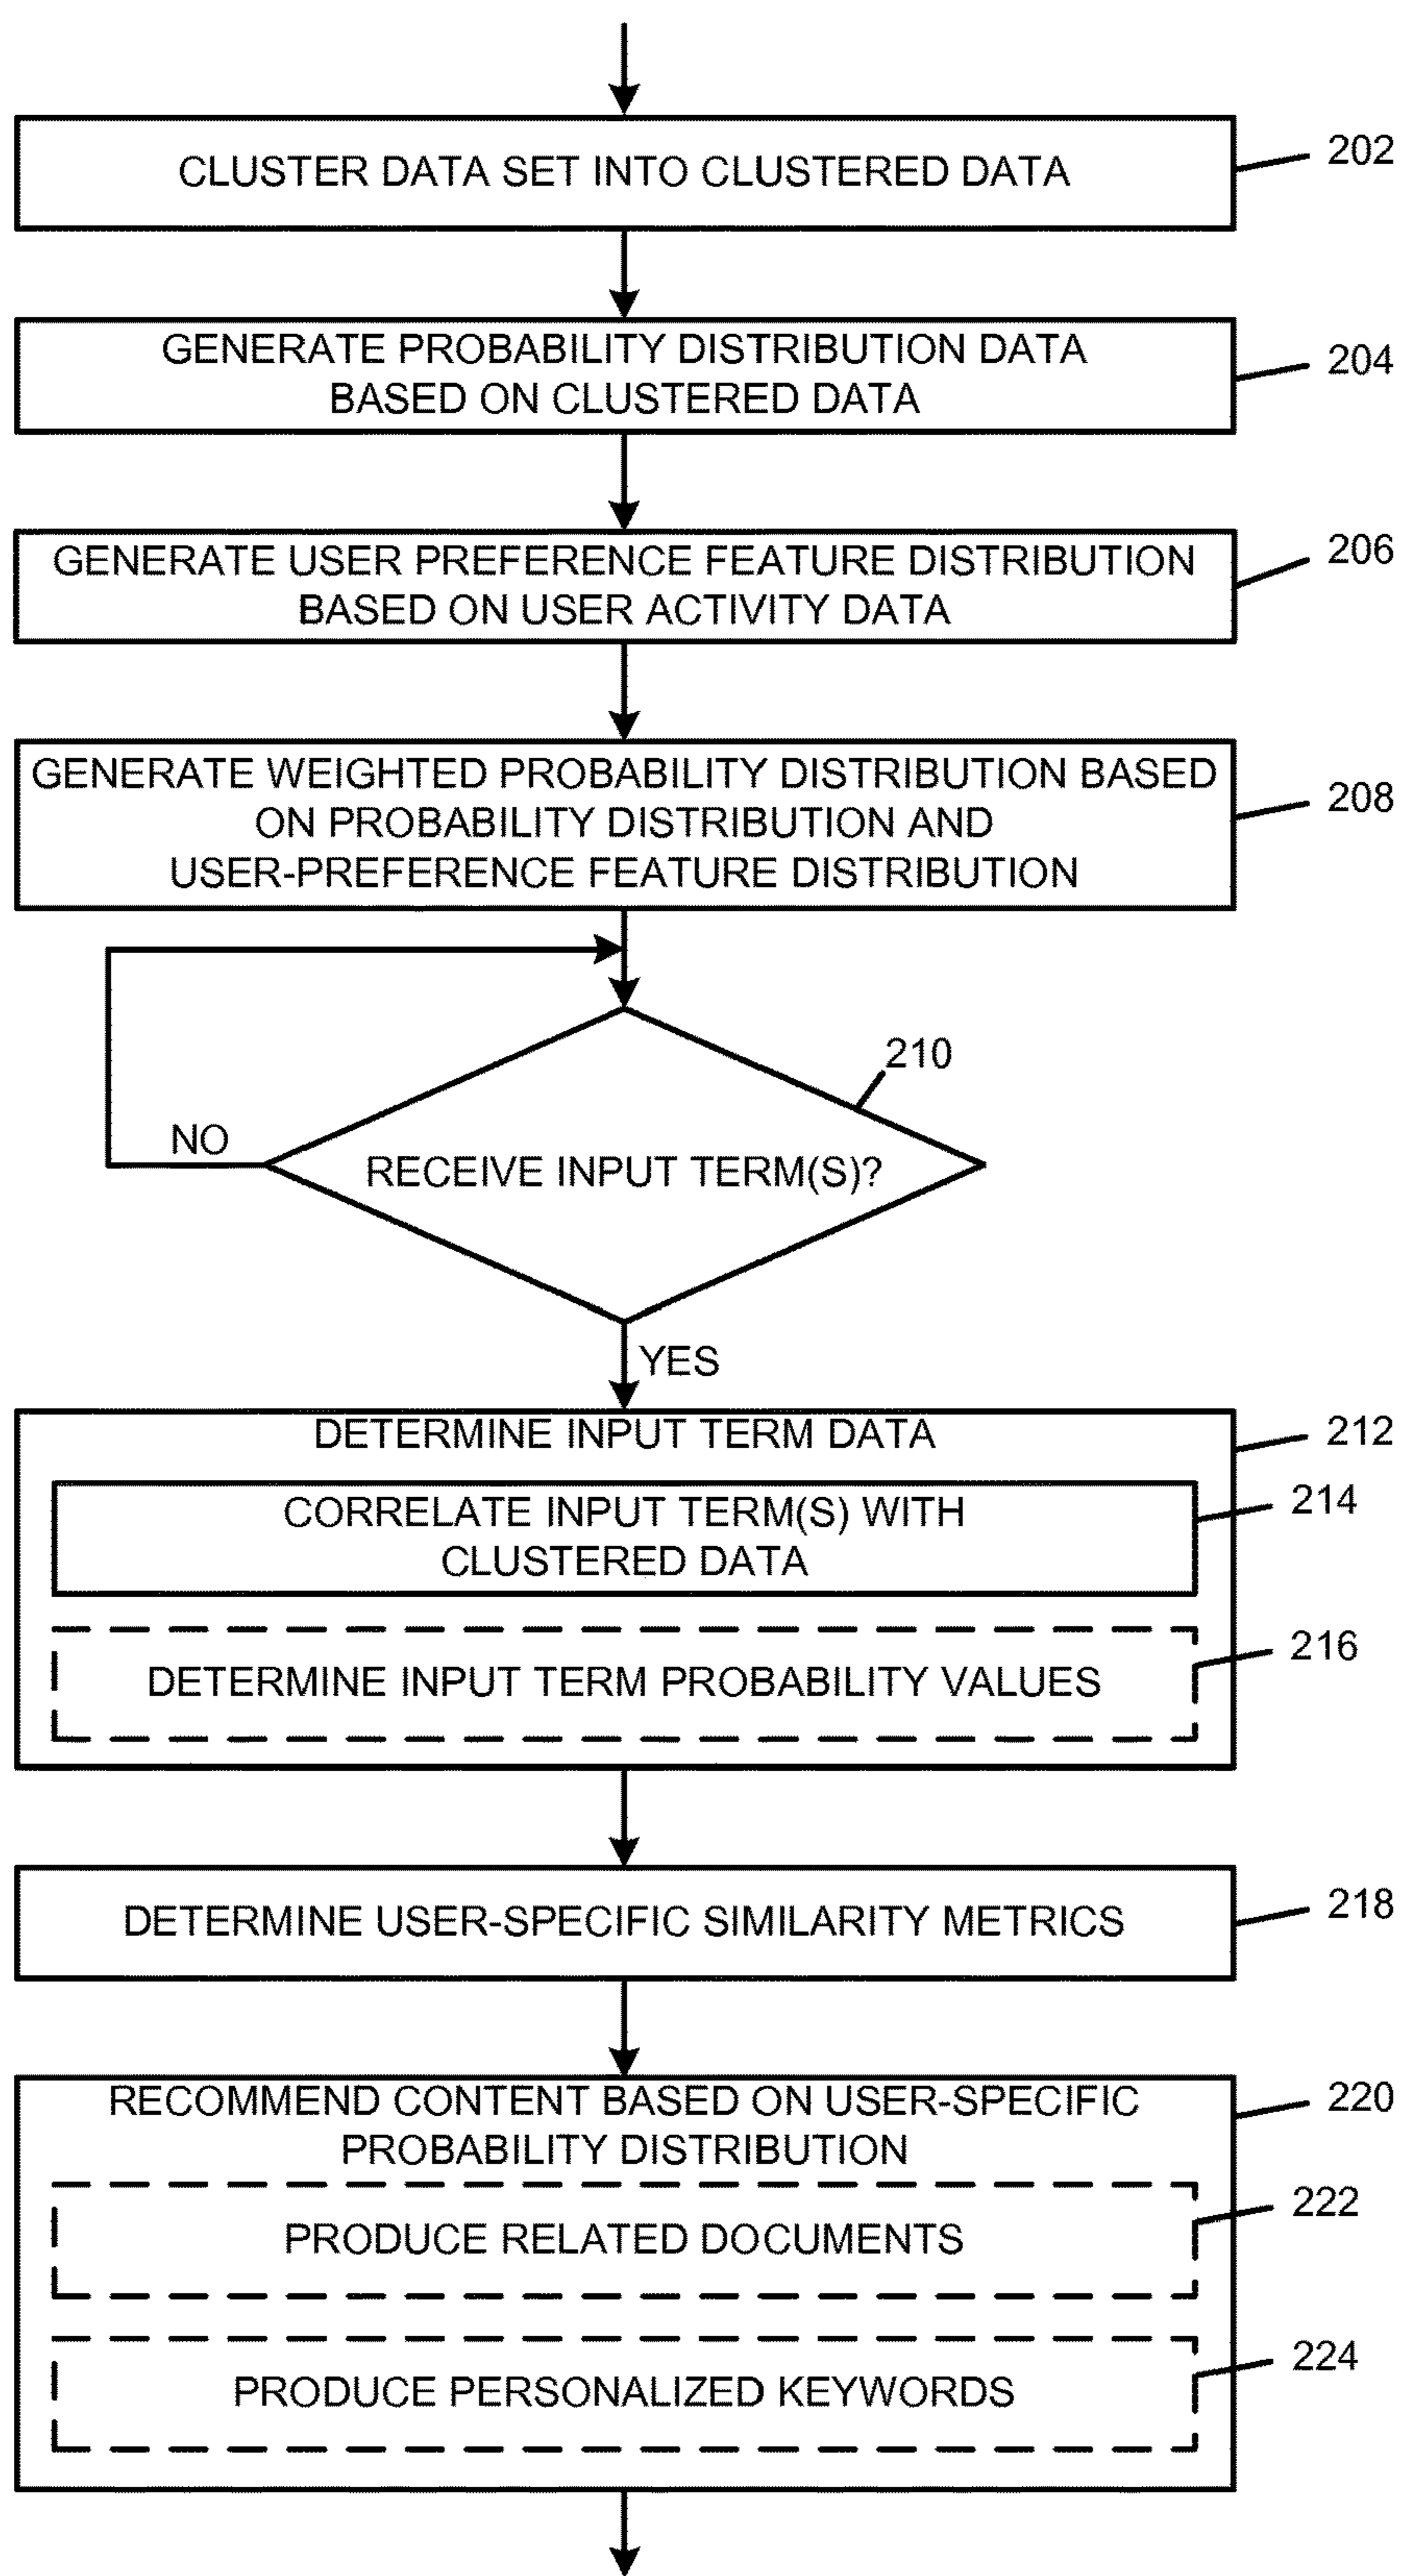 CLUSTER DATA SET INTO CLUSTERED DATA
202
GENERATE PROBABILITY DISTRIBUTION DATA
BASED ON CLUSTERED DATA
204
GENERATE USER PREFERENCE FEATURE DISTRIBUTION
BASED ON USER ACTIVITY DATA
206
GENERATE WEIGHTED PROBABILITY DISTRIBUTION BASED
ON PROBABILITY DISTRIBUTION AND
USER-PREFERENCE FEATURE DISTRIBUTION
208
210
NO
RECEIVE INPUT TERM(S)?
YES
DETERMINE INPUT TERM DATA
212
CORRELATE INPUT TERM(S) WITH
CLUSTERED DATA
214
DETERMINE INPUT TERM PROBABILITY VALUES
216
DETERMINE USER-SPECIFIC SIMILARITY METRICS
218
RECOMMEND CONTENT BASED ON USER-SPECIFIC
PROBABILITY DISTRIBUTION
220
PRODUCE RELATED DOCUMENTS
222
PRODUCE PERSONALIZED KEYWORDS
224